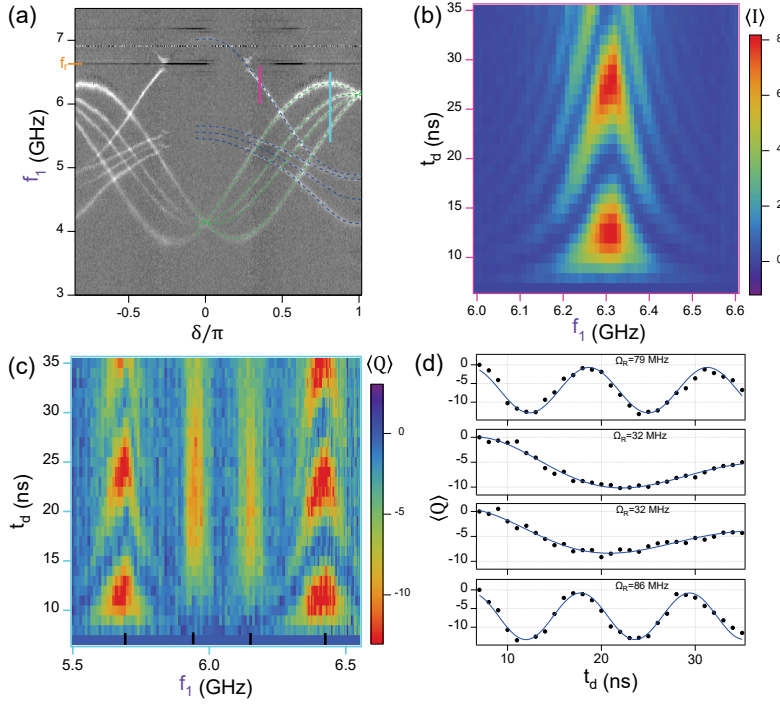 (a)
7
fᵣ
6
5
4
3
f₁ (GHz)
-0.5
0
0.5
1
δ/π
(b)
⟨I⟩
35
30
25
20
15
10
t_d (ns)
8
6
4
2
0
6.0
6.1
6.2
6.3
6.4
6.5
6.6
f₁ (GHz)
(c)
⟨Q⟩
35
30
25
20
15
10
t_d (ns)
0
-5
-10
5.5
6.0
6.5
f₁ (GHz)
(d)
Ω_R=79 MHz
0
-5
-10
Ω_R=32 MHz
0
-5
-10
Ω_R=32 MHz
0
-5
-10
Ω_R=86 MHz
0
-5
-10
⟨Q⟩
10
20
30
t_d (ns)